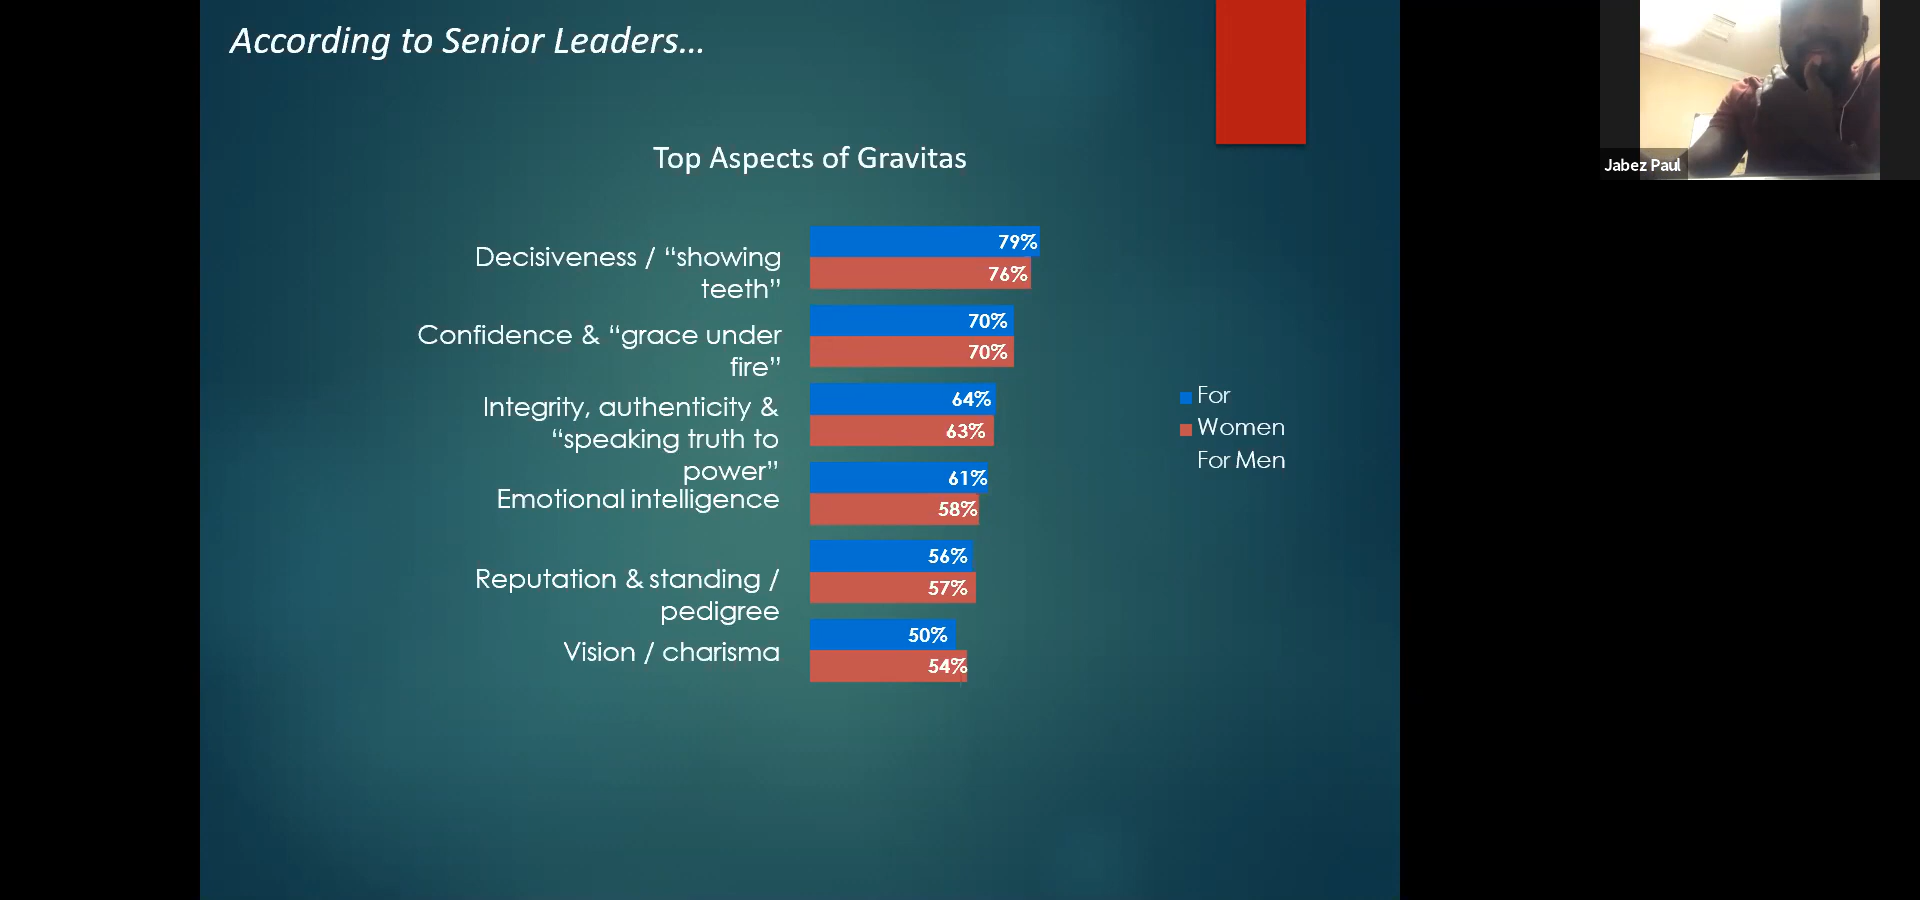 According to Senior Leaders...
Jabez Paul
Top Aspects of Gravitas
Decisiveness / “showing
teeth”
79%
76%
Confidence & “grace under
fire”
70%
70%
Integrity, authenticity &
“speaking truth to
power”
64%
63%
Emotional intelligence
61%
58%
Reputation & standing /
pedigree
56%
57%
Vision / charisma
50%
54%
For
Women
For Men